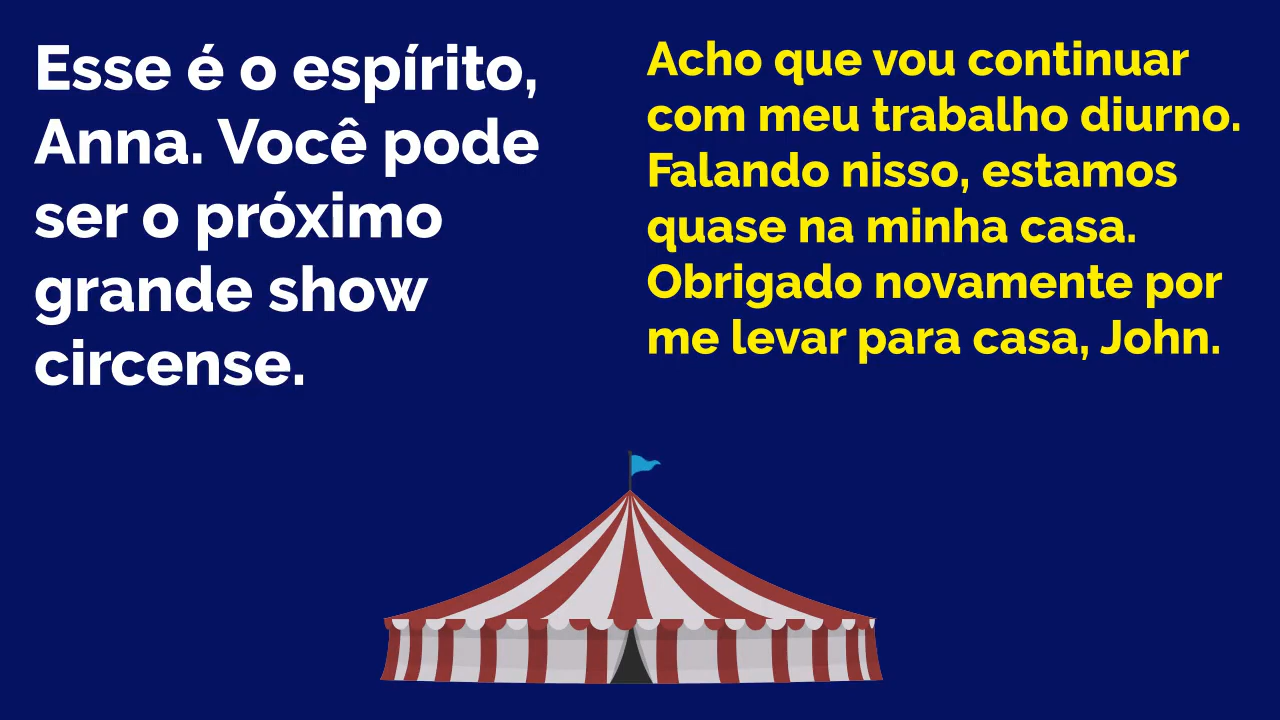 Esse é o espírito,
Anna. Você pode
ser o próximo
grande show
circense.
Acho que vou continuar
com meu trabalho diurno.
Falando nisso, estamos
quase na minha casa.
Obrigado novamente por
me levar para casa, John.